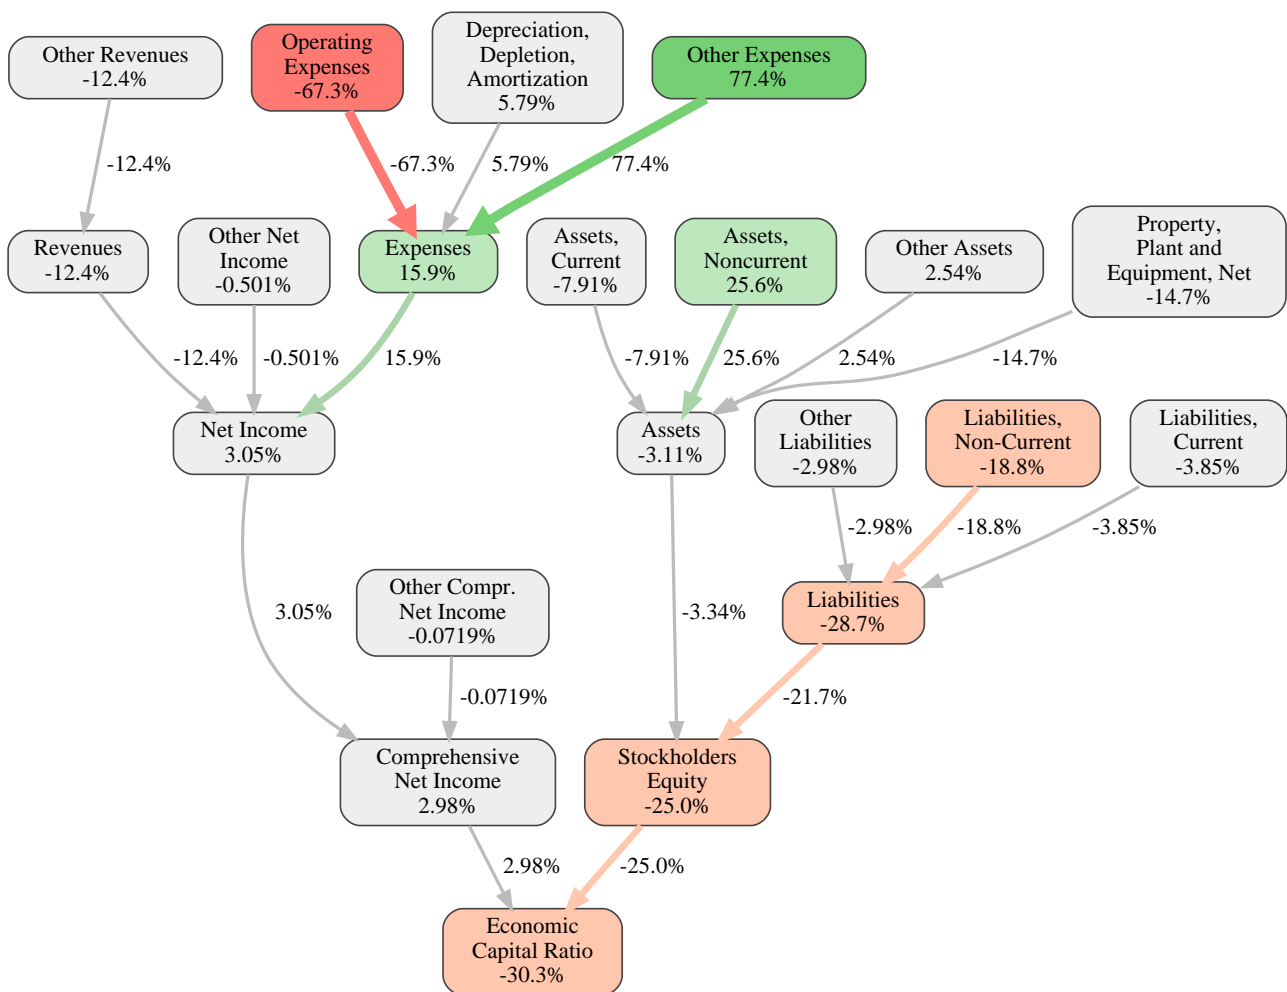 Other Revenues
-12.4%
Operating
Expenses
-67.3%
Depreciation,
Depletion,
Amortization
5.79%
Other Expenses
77.4%
-12.4%
-67.3%
5.79%
77.4%
Revenues
-12.4%
Other Net
Income
-0.501%
Expenses
15.9%
Assets,
Current
-7.91%
Assets,
Noncurrent
25.6%
Other Assets
2.54%
Property,
Plant and
Equipment, Net
-14.7%
-12.4%
-0.501%
15.9%
-7.91%
25.6%
2.54%
-14.7%
Net Income
3.05%
Assets
-3.11%
Other
Liabilities
-2.98%
Liabilities,
Non-Current
-18.8%
Liabilities,
Current
-3.85%
-2.98%
-18.8%
-3.85%
3.05%
Other Compr.
Net Income
-0.0719%
-3.34%
Liabilities
-28.7%
-0.0719%
-21.7%
Comprehensive
Net Income
2.98%
Stockholders
Equity
-25.0%
2.98%
-25.0%
Economic
Capital Ratio
-30.3%